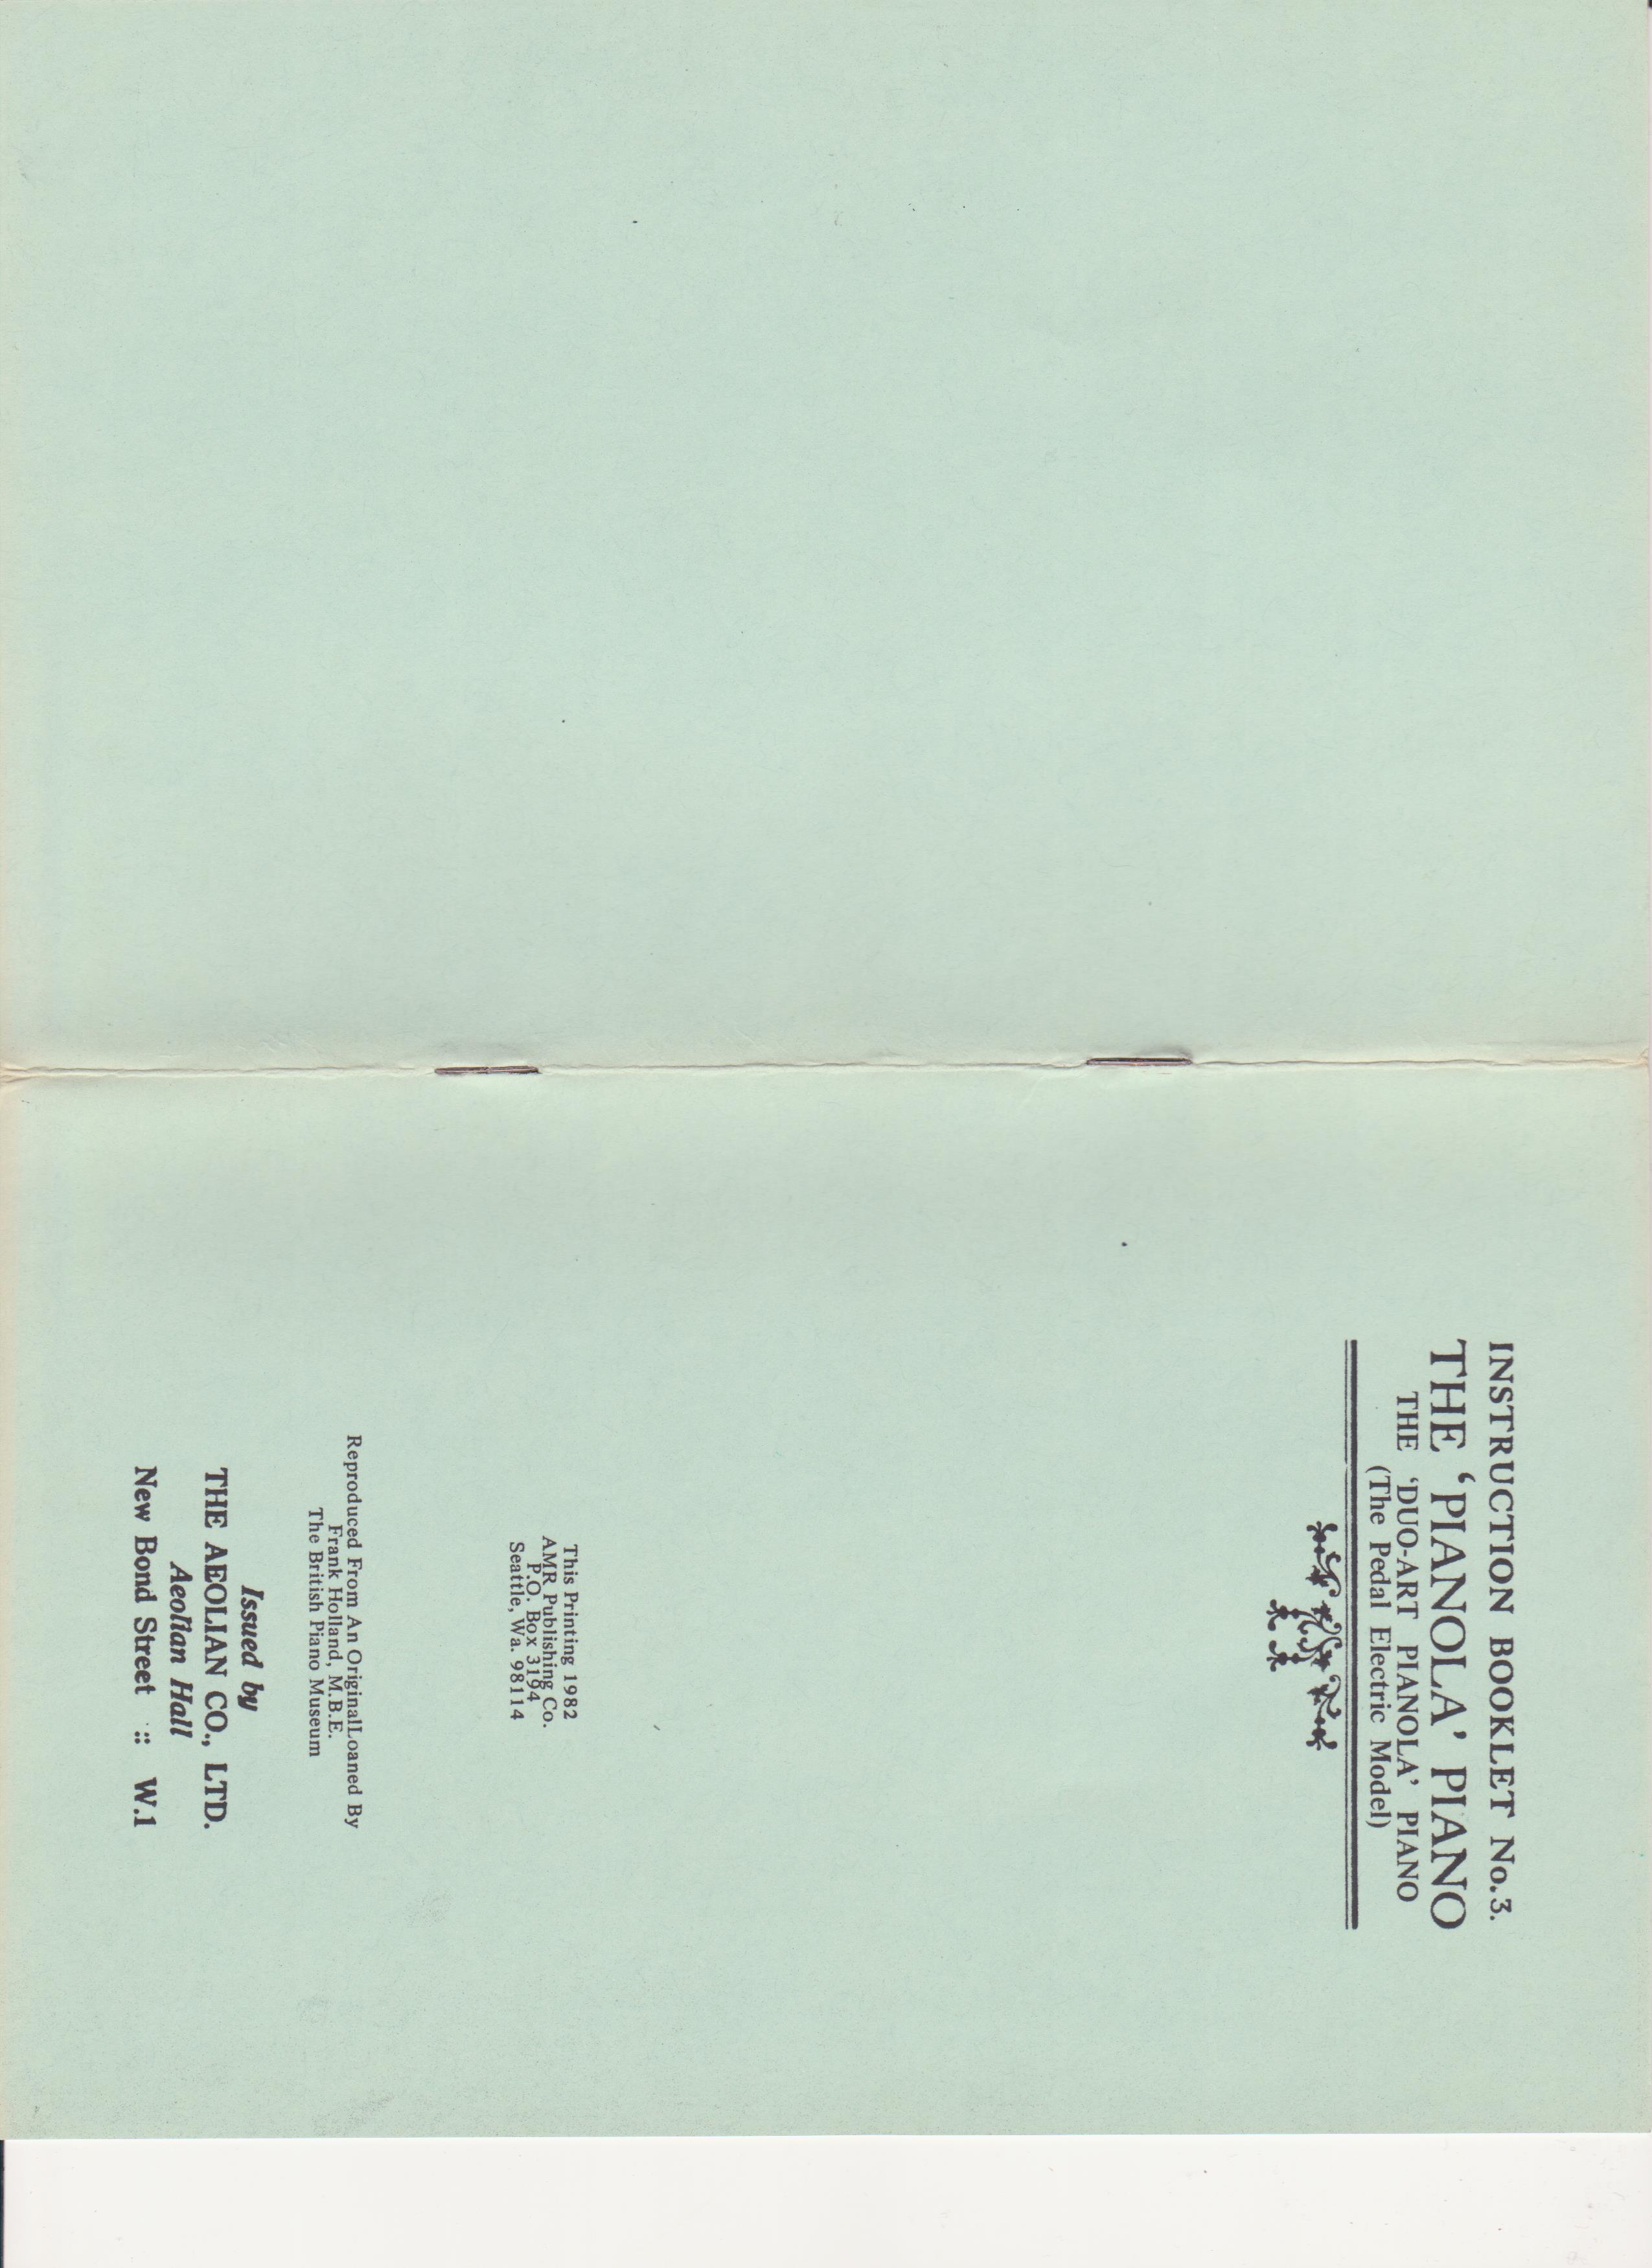 INSTRUCTION BOOKLET No. 3.
THE ‘PIANOLA’ PIANO
THE ‘DUO-ART PIANOLA’ PIANO
(The Pedal Electric Model)
This Printing 1982
AMR Publishing Co.
P.O. Box 3194
Seattle, Wa. 98114
Reproduced From An OriginalLoaned By
Frank Holland, M.B.E.
The British Piano Museum
Issued by
THE AEOLIAN CO., LTD.
Aeolian Hall
New Bond Street :: W.1